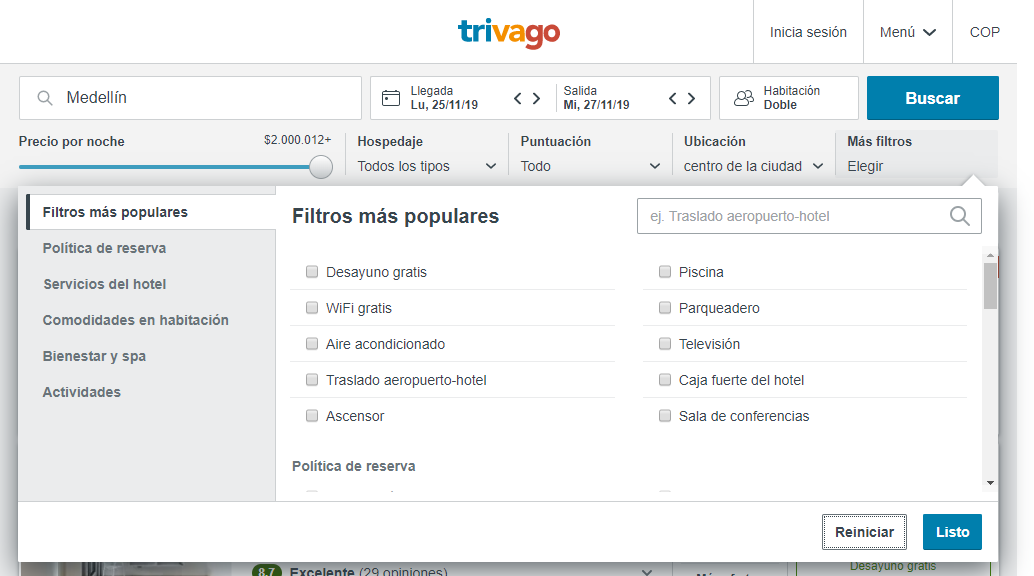 trivago
Inicia sesión
Menú
COP
Medellín
Llegada
Lu, 25/11/19
Salida
Mi, 27/11/19
Habitación
Doble
Buscar
Precio por noche
$2.000.012+
Hospedaje
Todos los tipos
Puntuación
Todo
Ubicación
centro de la ciudad
Más filtros
Elegir
Filtros más populares
Política de reserva
Servicios del hotel
Comodidades en habitación
Bienestar y spa
Actividades
Filtros más populares
ej. Traslado aeropuerto-hotel
Desayuno gratis
Piscina
WiFi gratis
Parqueadero
Aire acondicionado
Televisión
Traslado aeropuerto-hotel
Caja fuerte del hotel
Ascensor
Sala de conferencias
Política de reserva
Reiniciar
Listo
8,7 Excelente (29 opiniones)
Desayuno gratis